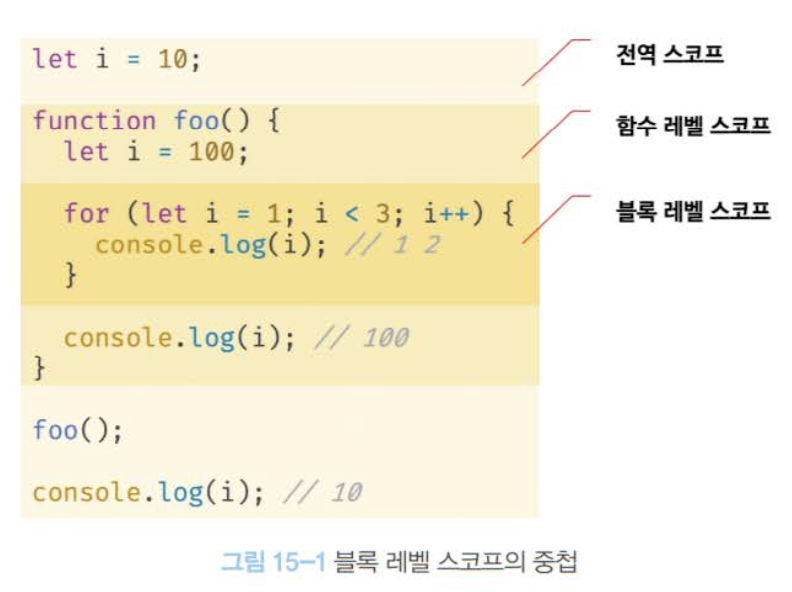 let i = 10;
전역 스코프
function foo() {
함수 레벨 스코프
  let i = 100;
  for (let i = 1; i < 3; i++) {
블록 레벨 스코프
    console.log(i); // 1 2
  }
  console.log(i); // 100
}
foo();
console.log(i); // 10
그림 15-1 블록 레벨 스코프의 중첩